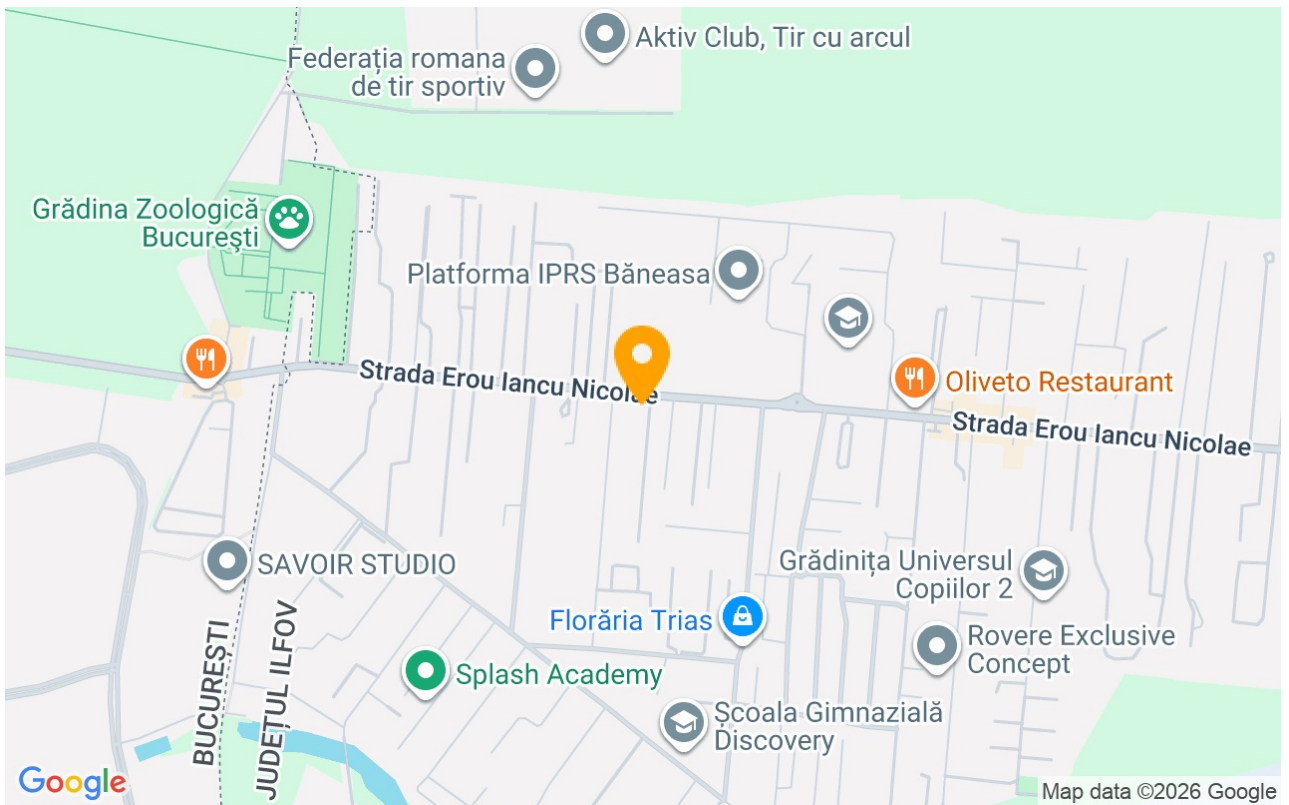 Aktiv Club, Tir cu arcul
Federația romana
de tir sportiv
Grădina Zoologică
Bucureşti
Platforma IPRS Băneasa
Strada Erou Iancu Nicolae
Oliveto Restaurant
Strada Erou Iancu Nicolae
SAVOIR STUDIO
Grădinița Universul
Copiilor 2
Florăria Trias
Rovere Exclusive
Concept
BUCUREȘTI
JUDEȚUL ILFOV
Splash Academy
Școala Gimnazială
Discovery
Google
Map data ©2026 Google